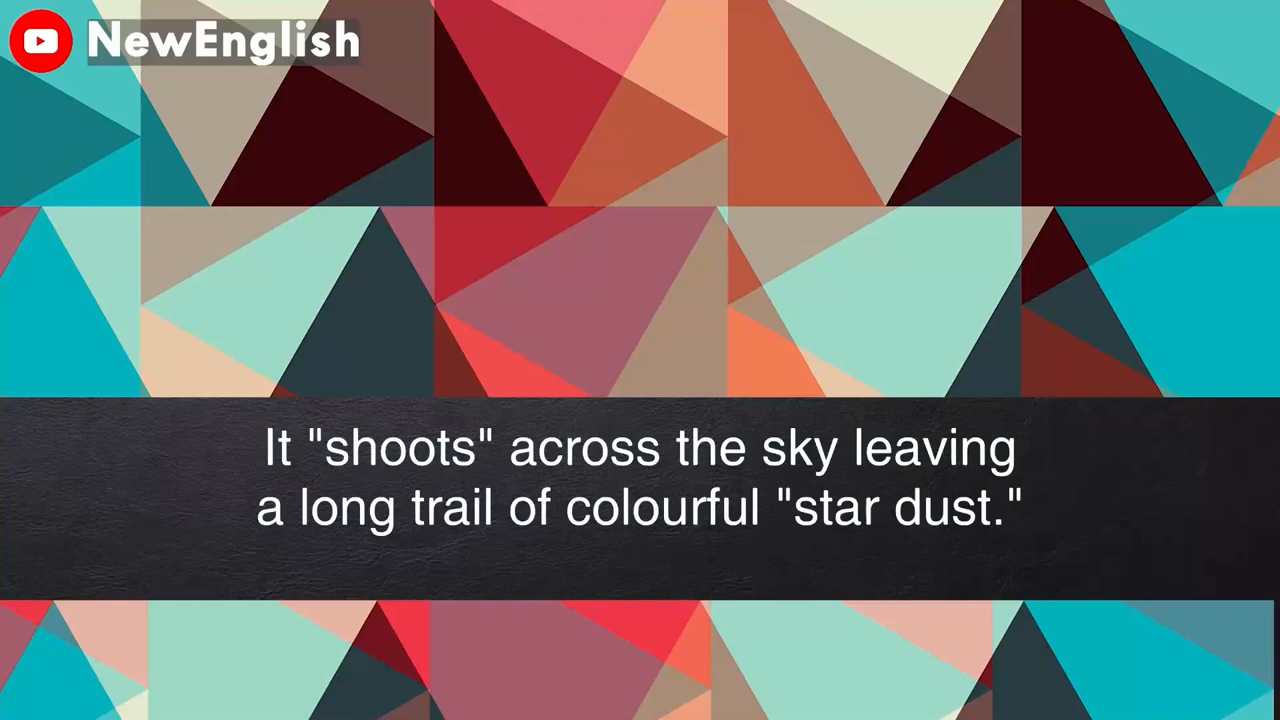 NewEnglish
It "shoots" across the sky leaving
a long trail of colourful "star dust."